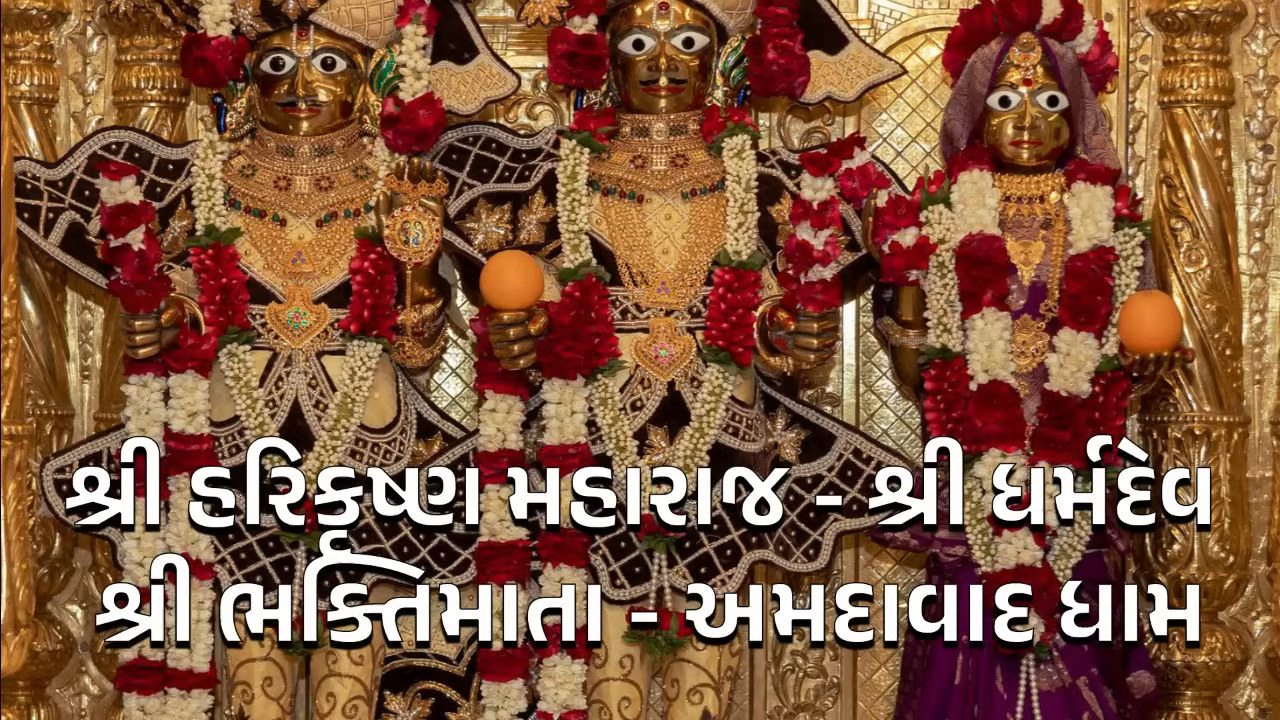 શ્રી હરિકૃષ્ણ મહારાજ - શ્રી ધર્મદેવ
શ્રી ભક્તિમાતા - અમદાવાદ ધામ